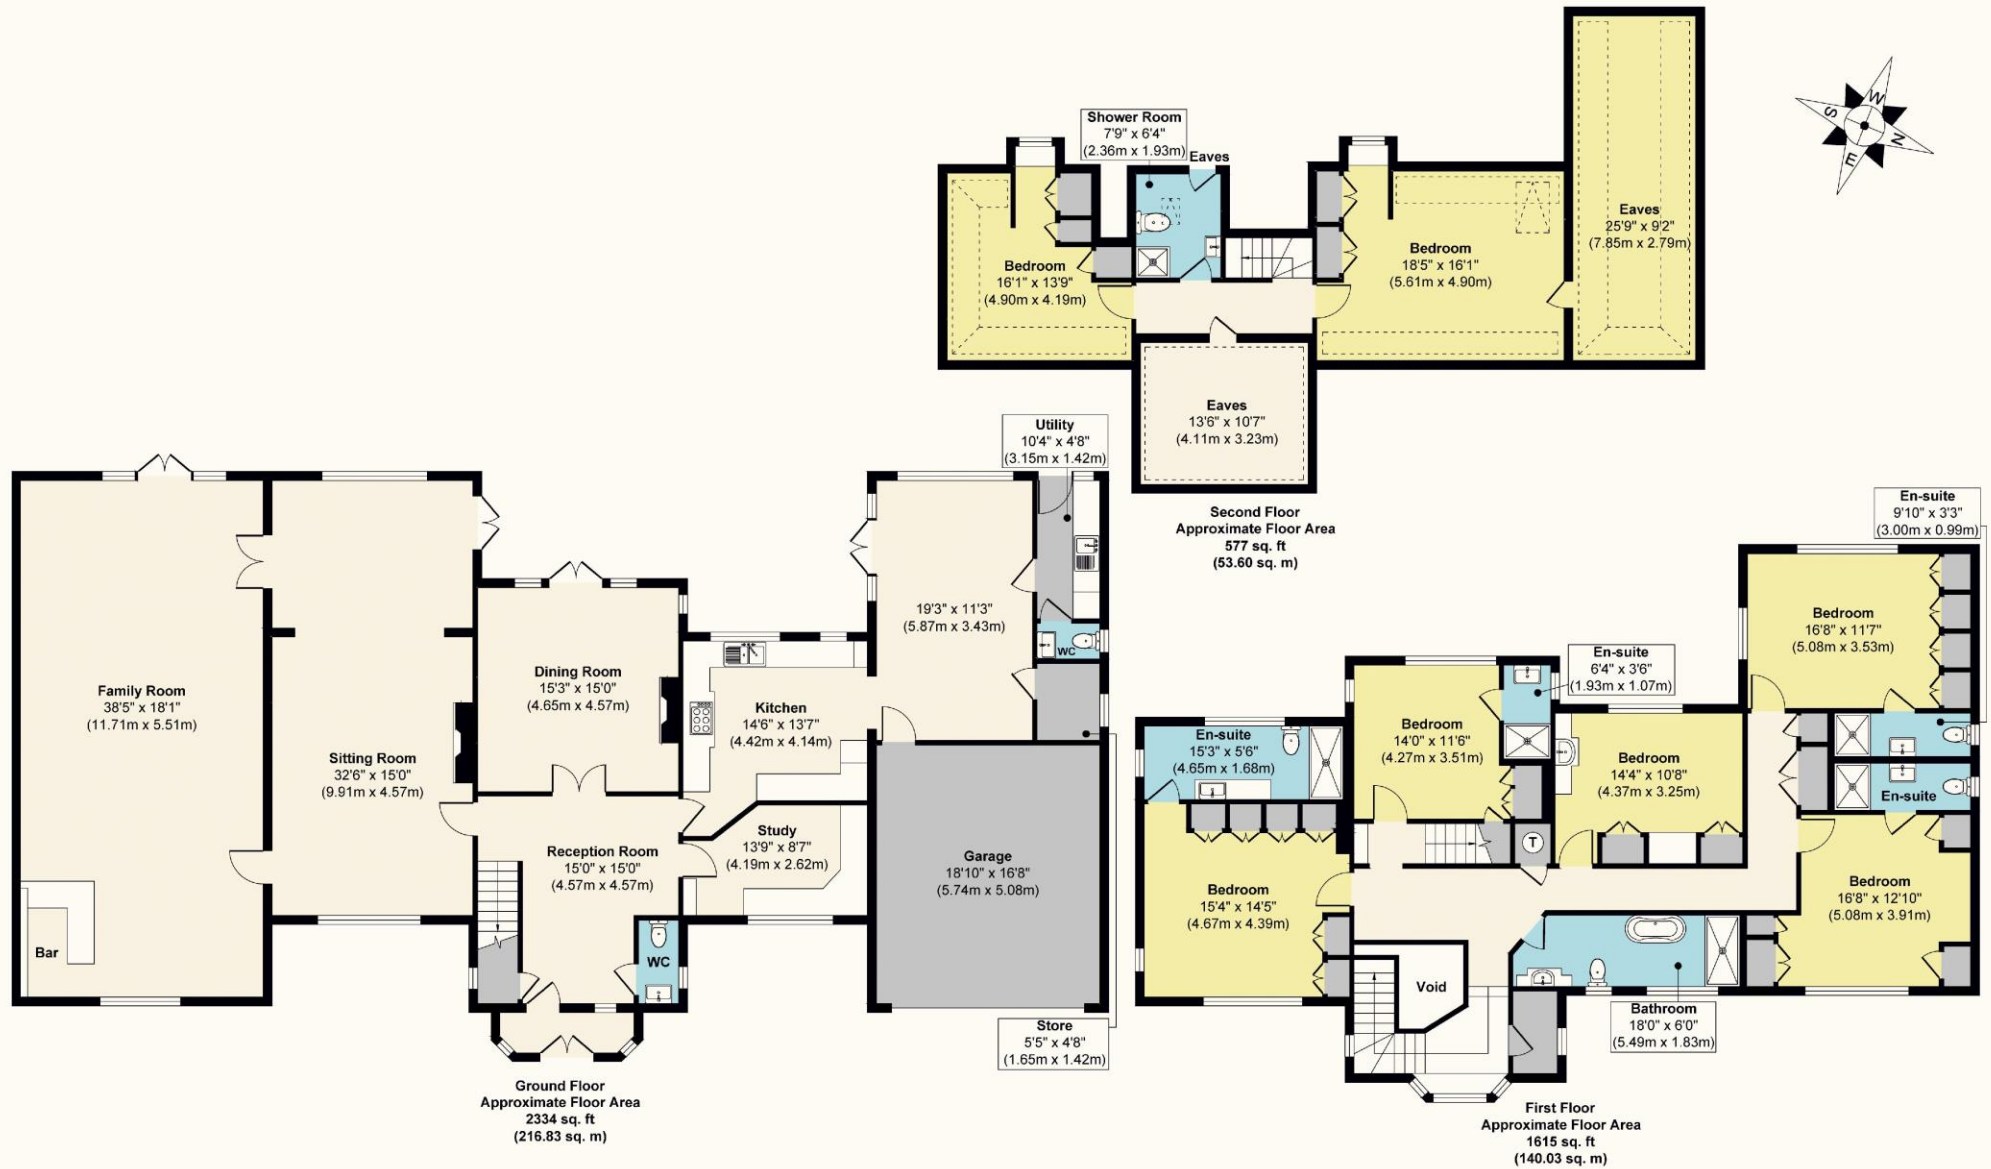 Shower Room
7'9" x 6'4"
(2.36m x 1.93m)
Eaves
Bedroom
16'1" x 13'9"
(4.90m x 4.19m)
Bedroom
18'5" x 16'1"
(5.61m x 4.90m)
Eaves
25'9" x 9'2"
(7.85m x 2.79m)
W
S
N
E
Eaves
13'6" x 10'7"
(4.11m x 3.23m)
Second Floor
Approximate Floor Area
577 sq. ft
(53.60 sq. m)
Utility
10'4" x 4'8"
(3.15m x 1.42m)
19'3" x 11'3"
(5.87m x 3.43m)
WC
Family Room
38'5" x 18'1"
(11.71m x 5.51m)
Sitting Room
32'6" x 15'0"
(9.91m x 4.57m)
Dining Room
15'3" x 15'0"
(4.65m x 4.57m)
Kitchen
14'6" x 13'7"
(4.42m x 4.14m)
Study
13'9" x 8'7"
(4.19m x 2.62m)
Reception Room
15'0" x 15'0"
(4.57m x 4.57m)
Garage
18'10" x 16'8"
(5.74m x 5.08m)
Bar
WC
Store
5'5" x 4'8"
(1.65m x 1.42m)
Ground Floor
Approximate Floor Area
2334 sq. ft
(216.83 sq. m)
En-suite
9'10" x 3'3"
(3.00m x 0.99m)
Bedroom
16'8" x 11'7"
(5.08m x 3.53m)
En-suite
6'4" x 3'6"
(1.93m x 1.07m)
En-suite
15'3" x 5'6"
(4.65m x 1.68m)
Bedroom
14'0" x 11'6"
(4.27m x 3.51m)
Bedroom
14'4" x 10'8"
(4.37m x 3.25m)
En-suite
T
Bedroom
15'4" x 14'5"
(4.67m x 4.39m)
Bedroom
16'8" x 12'10"
(5.08m x 3.91m)
Void
Bathroom
18'0" x 6'0"
(5.49m x 1.83m)
First Floor
Approximate Floor Area
1615 sq. ft
(140.03 sq. m)